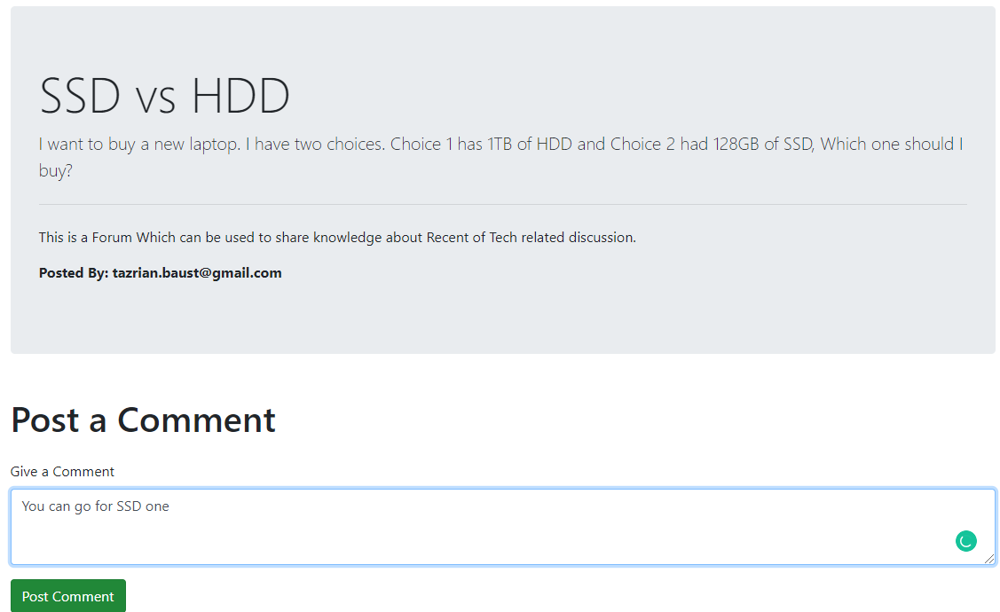 SSD vs HDD
I want to buy a new laptop. I have two choices. Choice 1 has 1TB of HDD and Choice 2 had 128GB of SSD, Which one should I
buy?
This is a Forum Which can be used to share knowledge about Recent of Tech related discussion.
Posted By: tazrian.baust@gmail.com
Post a Comment
Give a Comment
You can go for SSD one
Post Comment